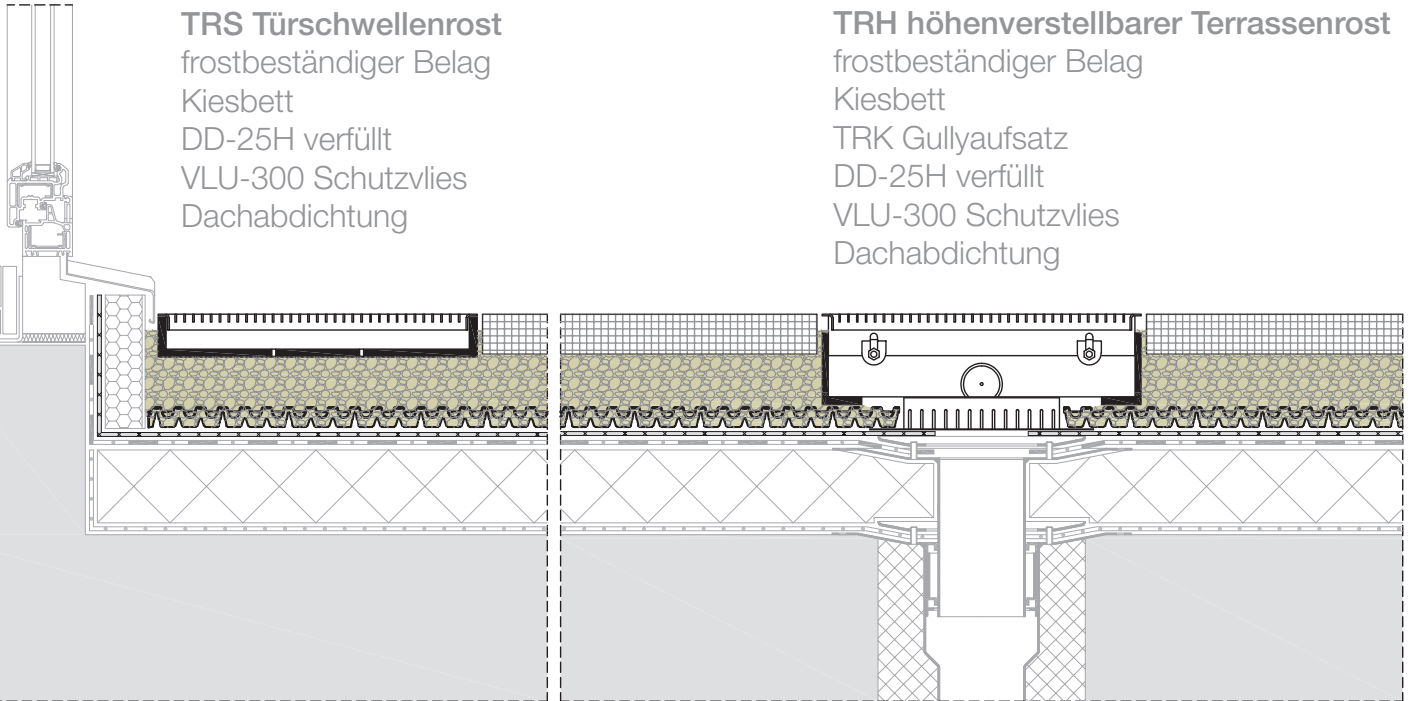 TRS Türschwellenrost
frostbeständiger Belag
Kiesbett
DD-25H verfüllt
VLU-300 Schutzvlies
Dachabdichtung
TRH höhenverstellbarer Terrassenrost
frostbeständiger Belag
Kiesbett
TRK Gullyaufsatz
DD-25H verfüllt
VLU-300 Schutzvlies
Dachabdichtung